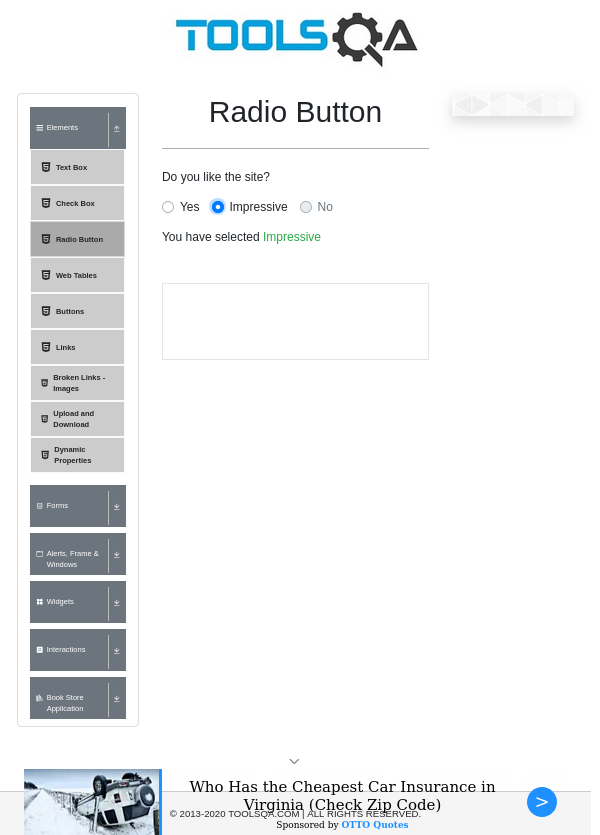 TOOLSQA
Elements
Text Box
Check Box
Radio Button
Web Tables
Buttons
Links
Broken Links -
Images
Upload and
Download
Dynamic
Properties
Forms
Alerts, Frame &
Windows
Widgets
Interactions
Book Store
Application
Radio Button
Do you like the site?
Yes Impressive No
You have selected Impressive
Who Has the Cheapest Car Insurance in
Virginia (Check Zip Code)
© 2013-2020 TOOLSQA.COM | ALL RIGHTS RESERVED.
Sponsored by OTTO Quotes